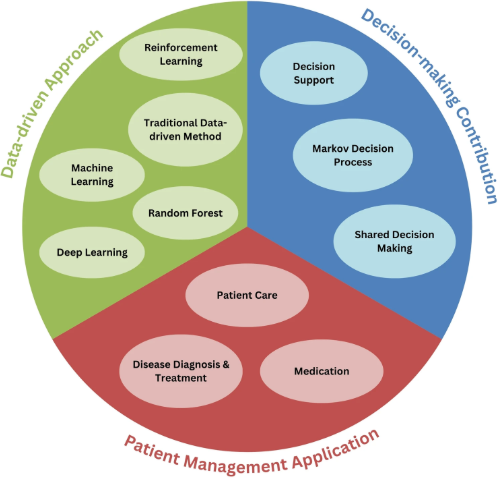 Data-driven Approach
Reinforcement
Learning
Traditional Data-
driven Method
Machine
Learning
Random Forest
Deep Learning
Decision-making Contribution
Decision
Support
Markov Decision
Process
Shared Decision
Making
Patient Care
Disease Diagnosis &
Treatment
Medication
Patient Management Application